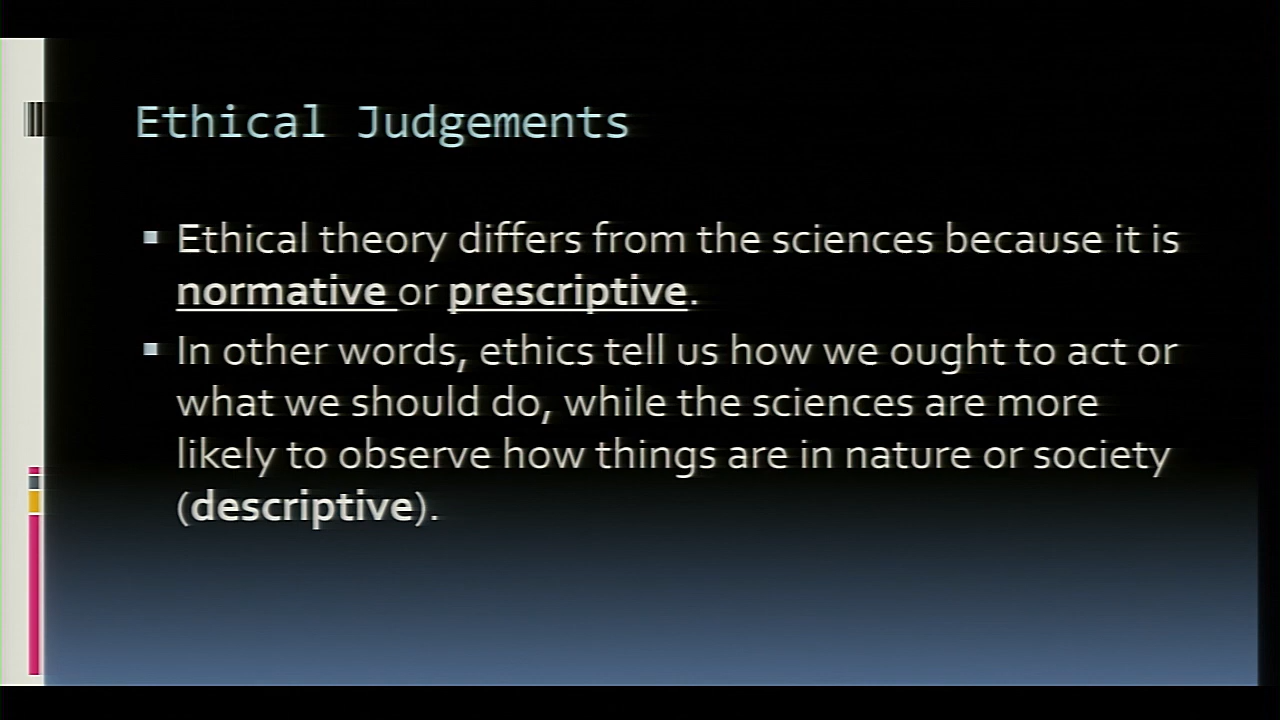 Ethical Judgements
▪ Ethical theory differs from the sciences because it is
normative or prescriptive.
▪ In other words, ethics tell us how we ought to act or
what we should do, while the sciences are more
likely to observe how things are in nature or society
(descriptive).